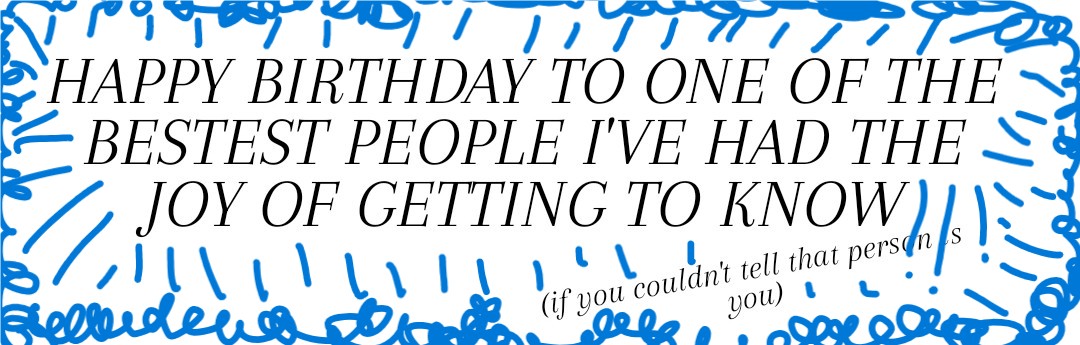 HAPPY BIRTHDAY TO ONE OF THE
BESTEST PEOPLE I'VE HAD THE
JOY OF GETTING TO KNOW!!
(if you couldn't tell that person is
you)